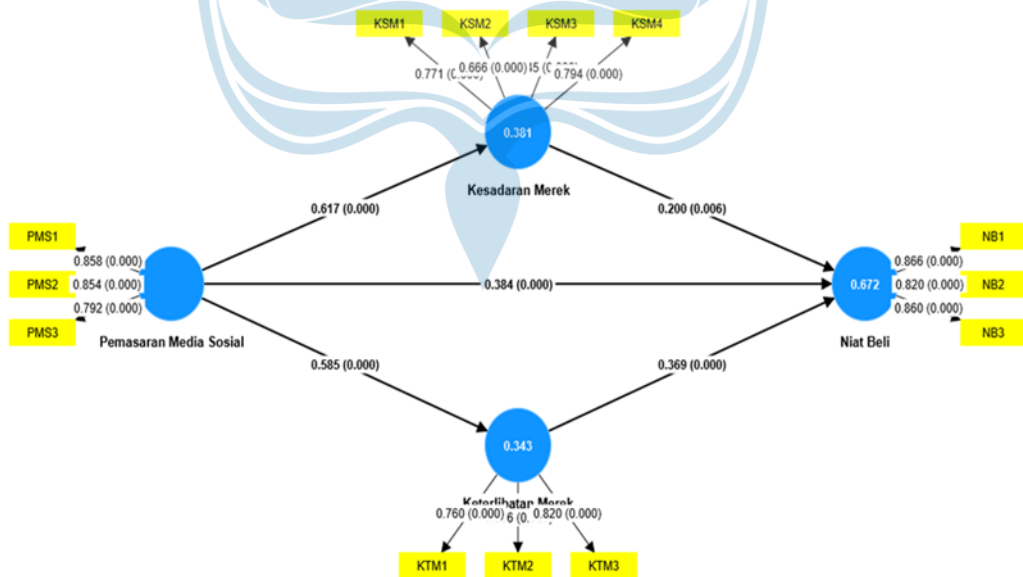 KSM1
KSM2
KSM3
KSM4
0.771
0.666 (0.000)
0.794 (0.000)
0.381
Kesadaran Merek
0.617 (0.000)
0.200 (0.006)
PMS1
PMS2
PMS3
0.858 (0.000)
0.854 (0.000)
0.792 (0.000)
Pemasaran Media Sosial
0.384 (0.000)
0.672
Niat Beli
0.866 (0.000)
0.820 (0.000)
0.860 (0.000)
NB1
NB2
NB3
0.585 (0.000)
0.369 (0.000)
0.343
Keterlibatan Merek
0.760 (0.000)
0.820 (0.000)
KTM1
KTM2
KTM3